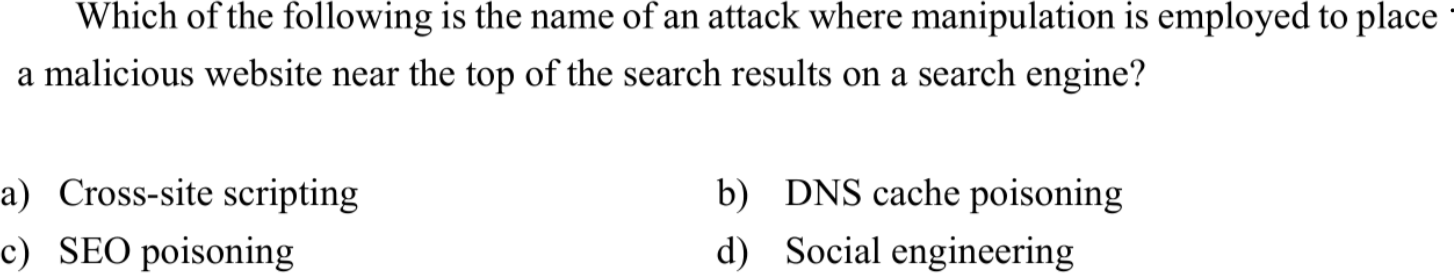 Which of the following is the name of an attack where manipulation is employed to place
a malicious website near the top of the search results on a search engine?
a) Cross-site scripting b) DNS cache poisoning
c) SEO poisoning d) Social engineering